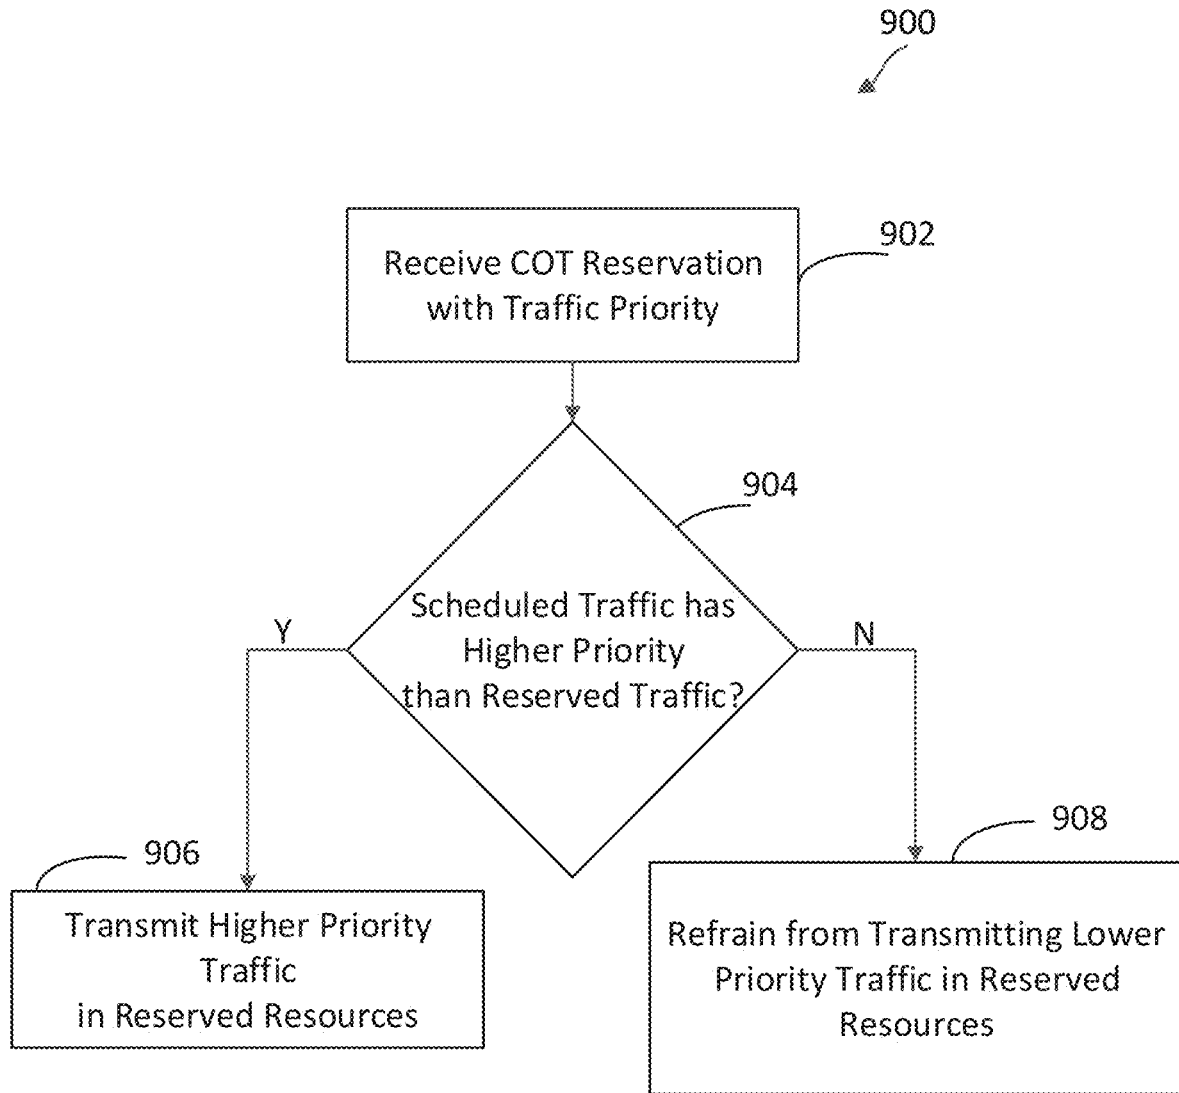 900
902
Receive COT Reservation
with Traffic Priority
904
Scheduled Traffic has
Higher Priority
than Reserved Traffic?
Y
N
906
Transmit Higher Priority
Traffic
in Reserved Resources
908
Refrain from Transmitting Lower
Priority Traffic in Reserved
Resources